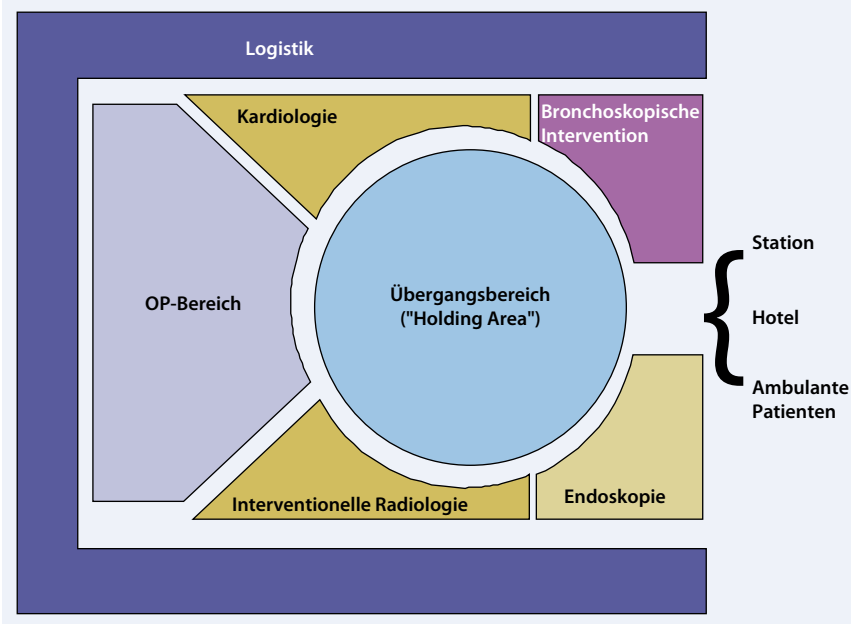 Logistik
Kardiologie
Bronchoskopische
Intervention
Station
OP-Bereich
Übergangsbereich
("Holding Area")
Hotel
Ambulante
Patienten
Interventionelle Radiologie
Endoskopie